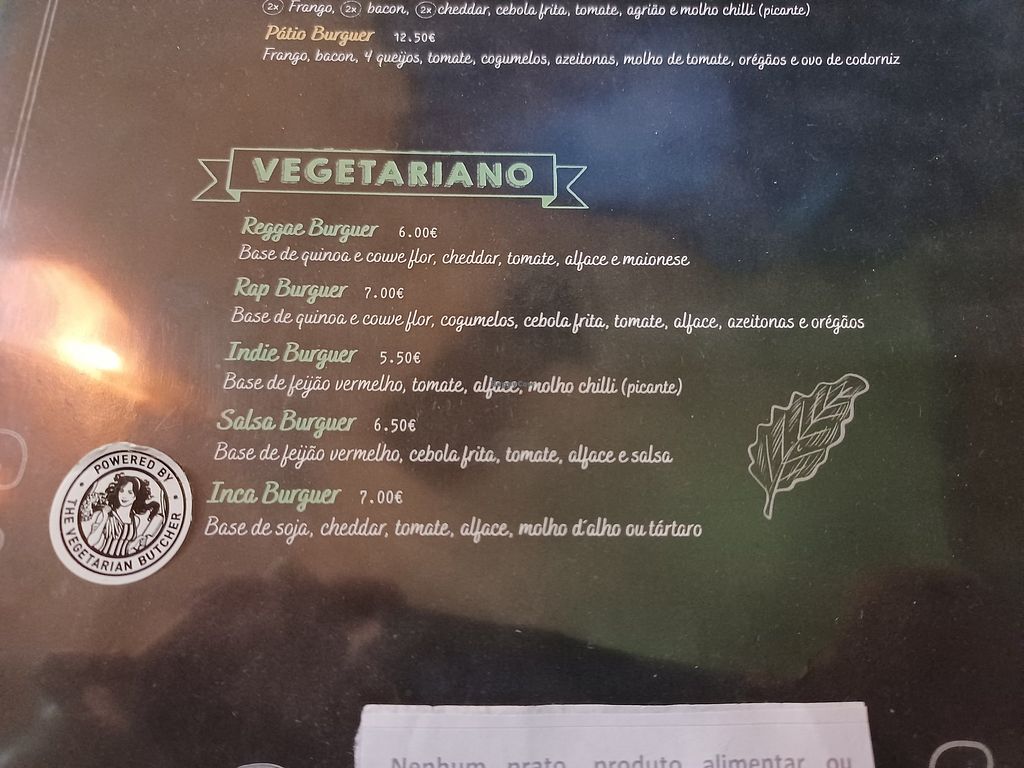 2x Frango, 2x bacon, 2x cheddar, cebola frita, tomate, agrião e molho chilli (picante)
Pátio Burguer 12.50€
Frango, bacon, 4 queijos, tomate, cogumelos, azeitonas, molho de tomate, orégãos e ovo de codorniz
VEGETARIANO
Reggae Burguer 6.00€
Base de quinoa e couve flor, cheddar, tomate, alface e maionese
Rap Burguer 7.00€
Base de quinoa e couve flor, cogumelos, cebola frita, tomate, alface, azeitonas e orégãos
Indie Burguer 5.50€
Base de feijão vermelho, tomate, alface, molho chilli (picante)
Salsa Burguer 6.50€
Base de feijão vermelho, cebola frita, tomate, alface e salsa
Inca Burguer 7.00€
Base de soja, cheddar, tomate, alface, molho d'alho ou tártaro
POWERED BY
THE VEGETARIAN BUTCHER
Nenhum prato, produto alimentar ou